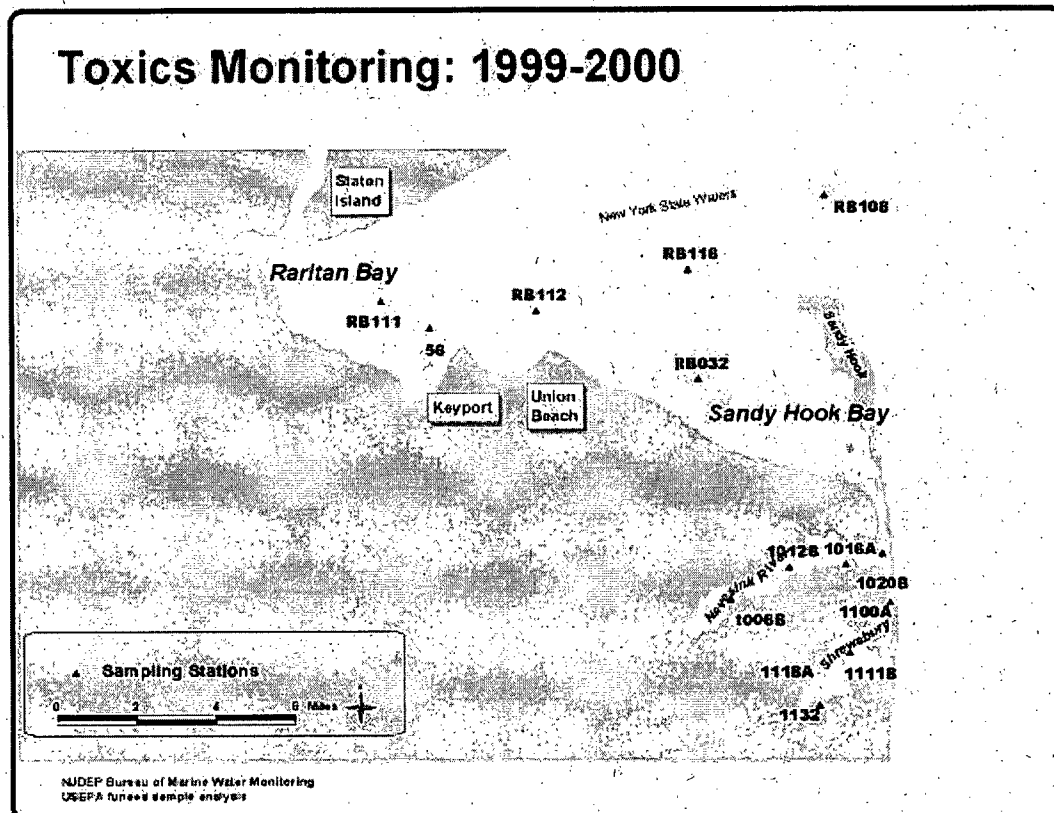 Toxics Monitoring: 1999-2000
Staten
Island
New York State Waters
RB108
Raritan Bay
RB116
RB112
RB111
56
Sandy Hook
RB032
Keyport
Union
Beach
Sandy Hook Bay
1012B
1016A
Navesink River
1020B
1006B
1100A
Shrewsbury
1118A
1111B
1132
Sampling Stations
0 2 4 6 Miles
NJDEP Bureau of Marine Water Monitoring
USEPA funded sample analysis